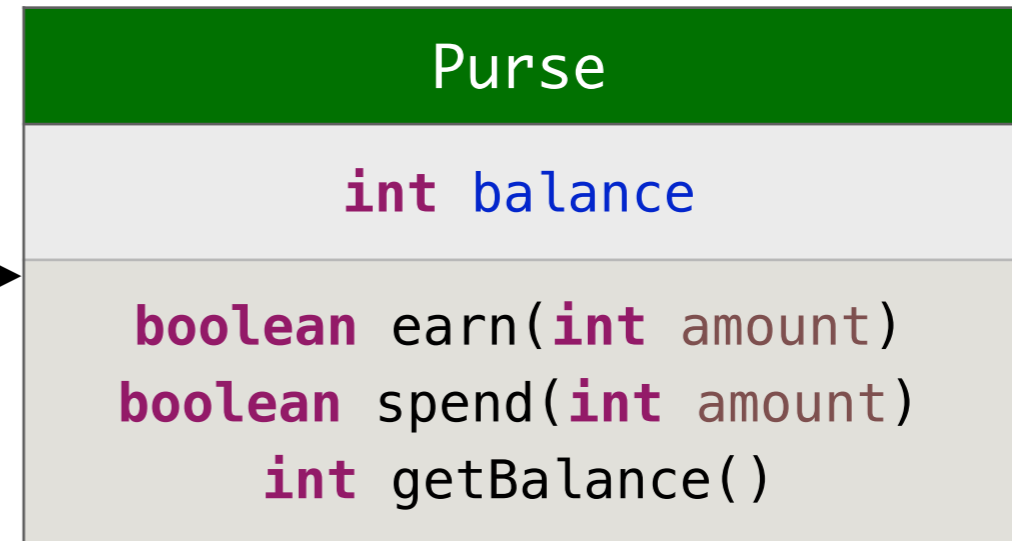 Purse
int balance
boolean earn(int amount)
boolean spend(int amount)
int getBalance()